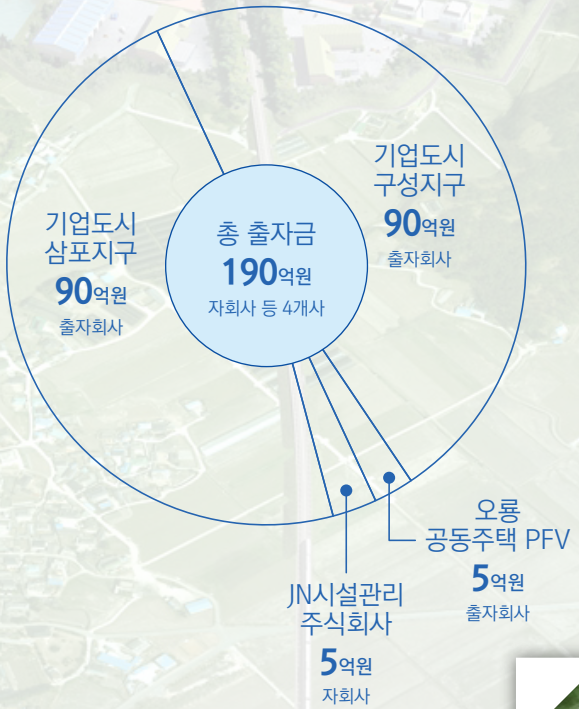 기업도시
구성지구
90억원
출자회사
기업도시
삼포지구
90억원
출자회사
총 출자금
190억원
자회사 등 4개사
오룡
공동주택 PFV
5억원
출자회사
JN시설관리
주식회사
5억원
자회사